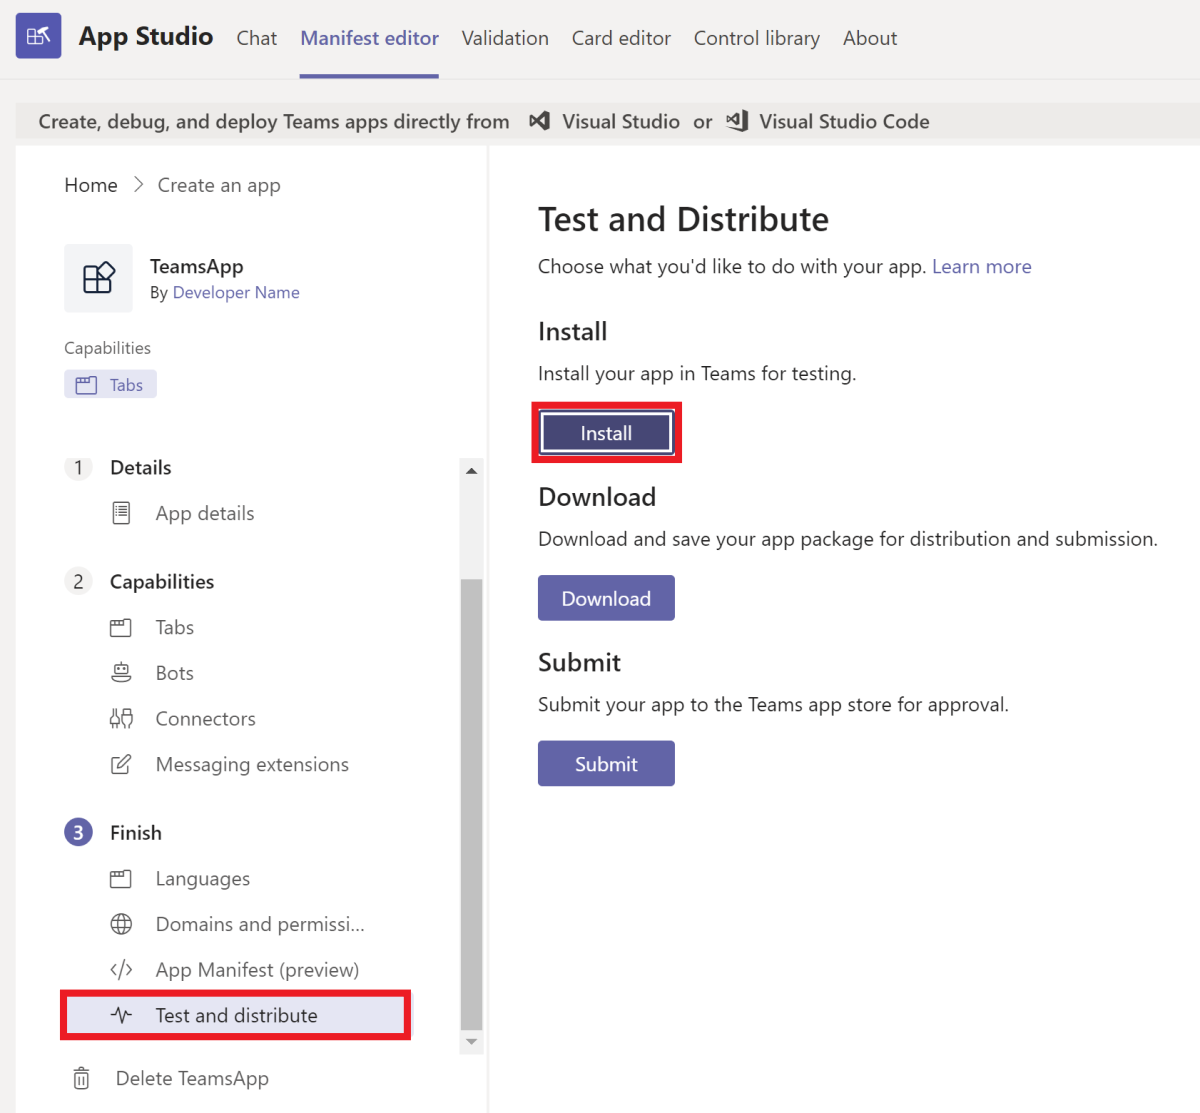 App Studio Chat Manifest editor Validation Card editor Control library About
Create, debug, and deploy Teams apps directly from Visual Studio or Visual Studio Code
Home > Create an app
TeamsApp
By Developer Name
Capabilities
Tabs
1 Details
App details
2 Capabilities
Tabs
Bots
Connectors
Messaging extensions
3 Finish
Languages
Domains and permissi...
</> App Manifest (preview)
Test and distribute
Delete TeamsApp
Test and Distribute
Choose what you'd like to do with your app. Learn more
Install
Install your app in Teams for testing.
Install
Download
Download and save your app package for distribution and submission.
Download
Submit
Submit your app to the Teams app store for approval.
Submit